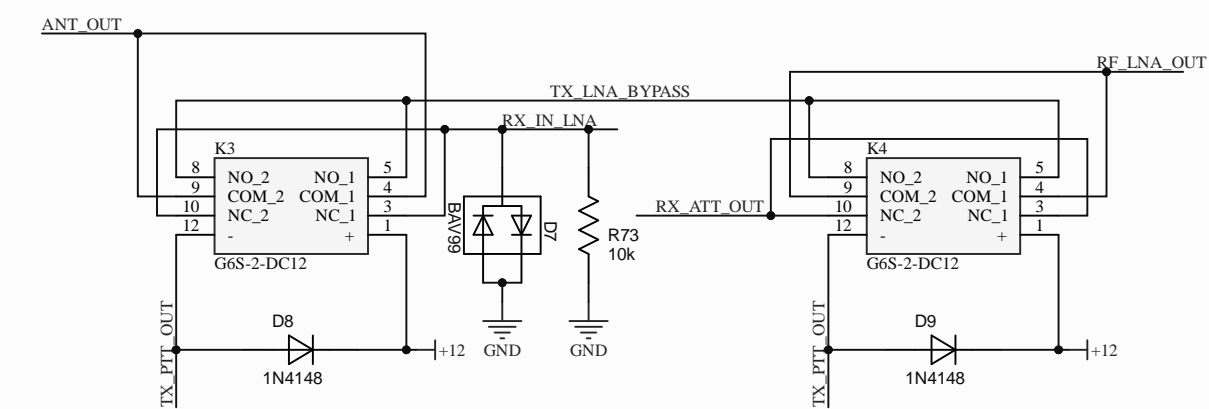 ANT_OUT
RF_LNA_OUT
TX_LNA_BYPASS
RX_IN_LNA
K3
8 NO_2 NO_1 5
9 COM_2 COM_1 4
10 NC_2 NC_1 3
12 - + 1
G6S-2-DC12
BAV99
D7
R73
10k
GND
GND
RX_ATT_OUT
K4
8 NO_2 NO_1 5
9 COM_2 COM_1 4
10 NC_2 NC_1 3
12 - + 1
G6S-2-DC12
TX_PTT_OUT
D8
1N4148
+12
TX_PTT_OUT
D9
1N4148
+12